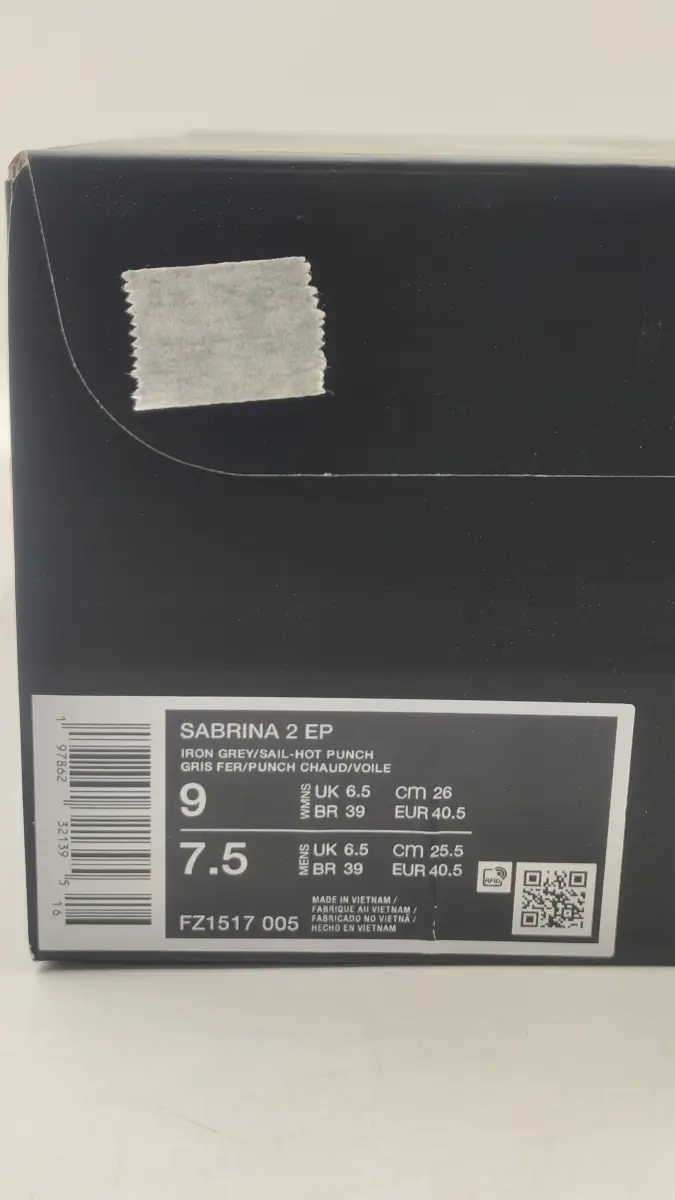 SABRINA 2 EP
IRON GREY/SAIL-HOT PUNCH
GRIS FER/PUNCH CHAUD/VOILE
9 WMNS UK 6.5 CM 26
BR 39 EUR 40.5
7.5 MENS UK 6.5 CM 25.5
BR 39 EUR 40.5
RFID
FZ1517 005
MADE IN VIETNAM /
FABRIQUE AU VIETNAM /
FABRICADO NO VIETNÃ /
HECHO EN VIETNAM
1 97862 32139 5 16